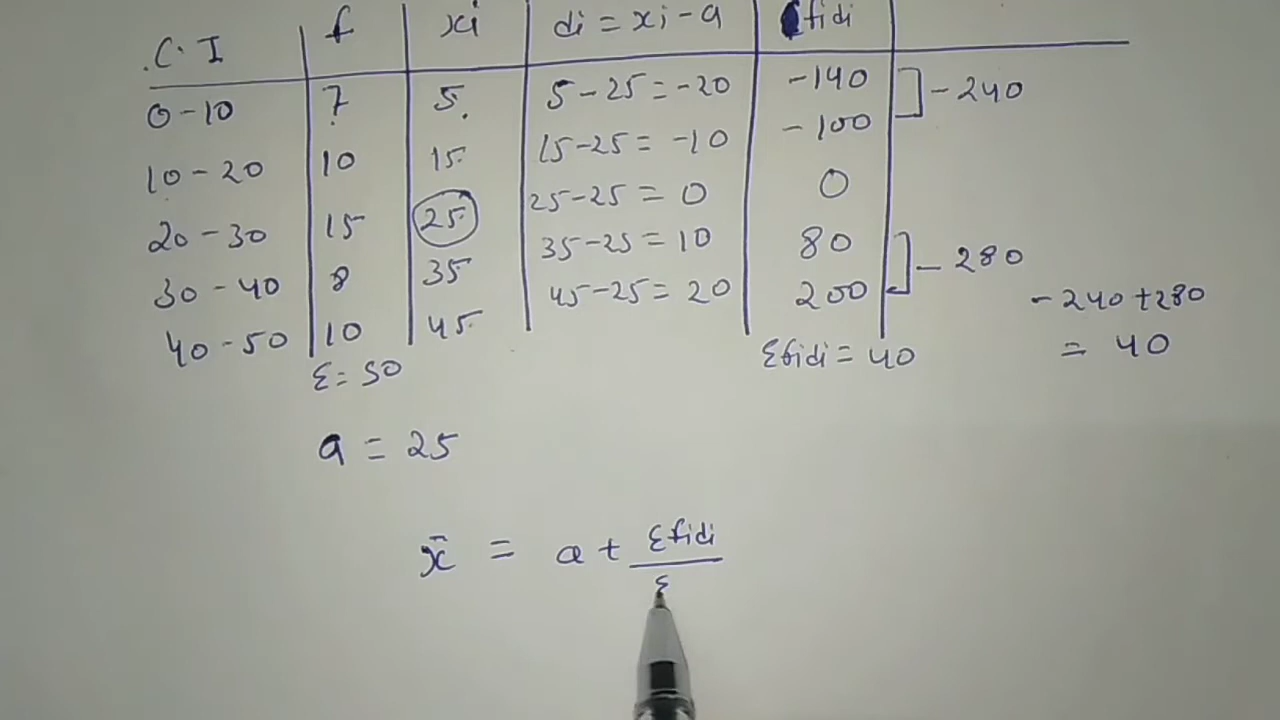 C.I f xi di = xi - a fidi
0-10 7 5 5-25 = -20 -140 ] - 240
10-20 10 15 15-25 = -10 -100
20-30 15 25 25-25 = 0 0
30-40 8 35 35-25 = 10 80 ] - 280
40-50 10 45 45-25 = 20 200
-240+280
Σ = 50 Σfidi = 40 = 40
a = 25
x̄ = a + Σfidi
Σ